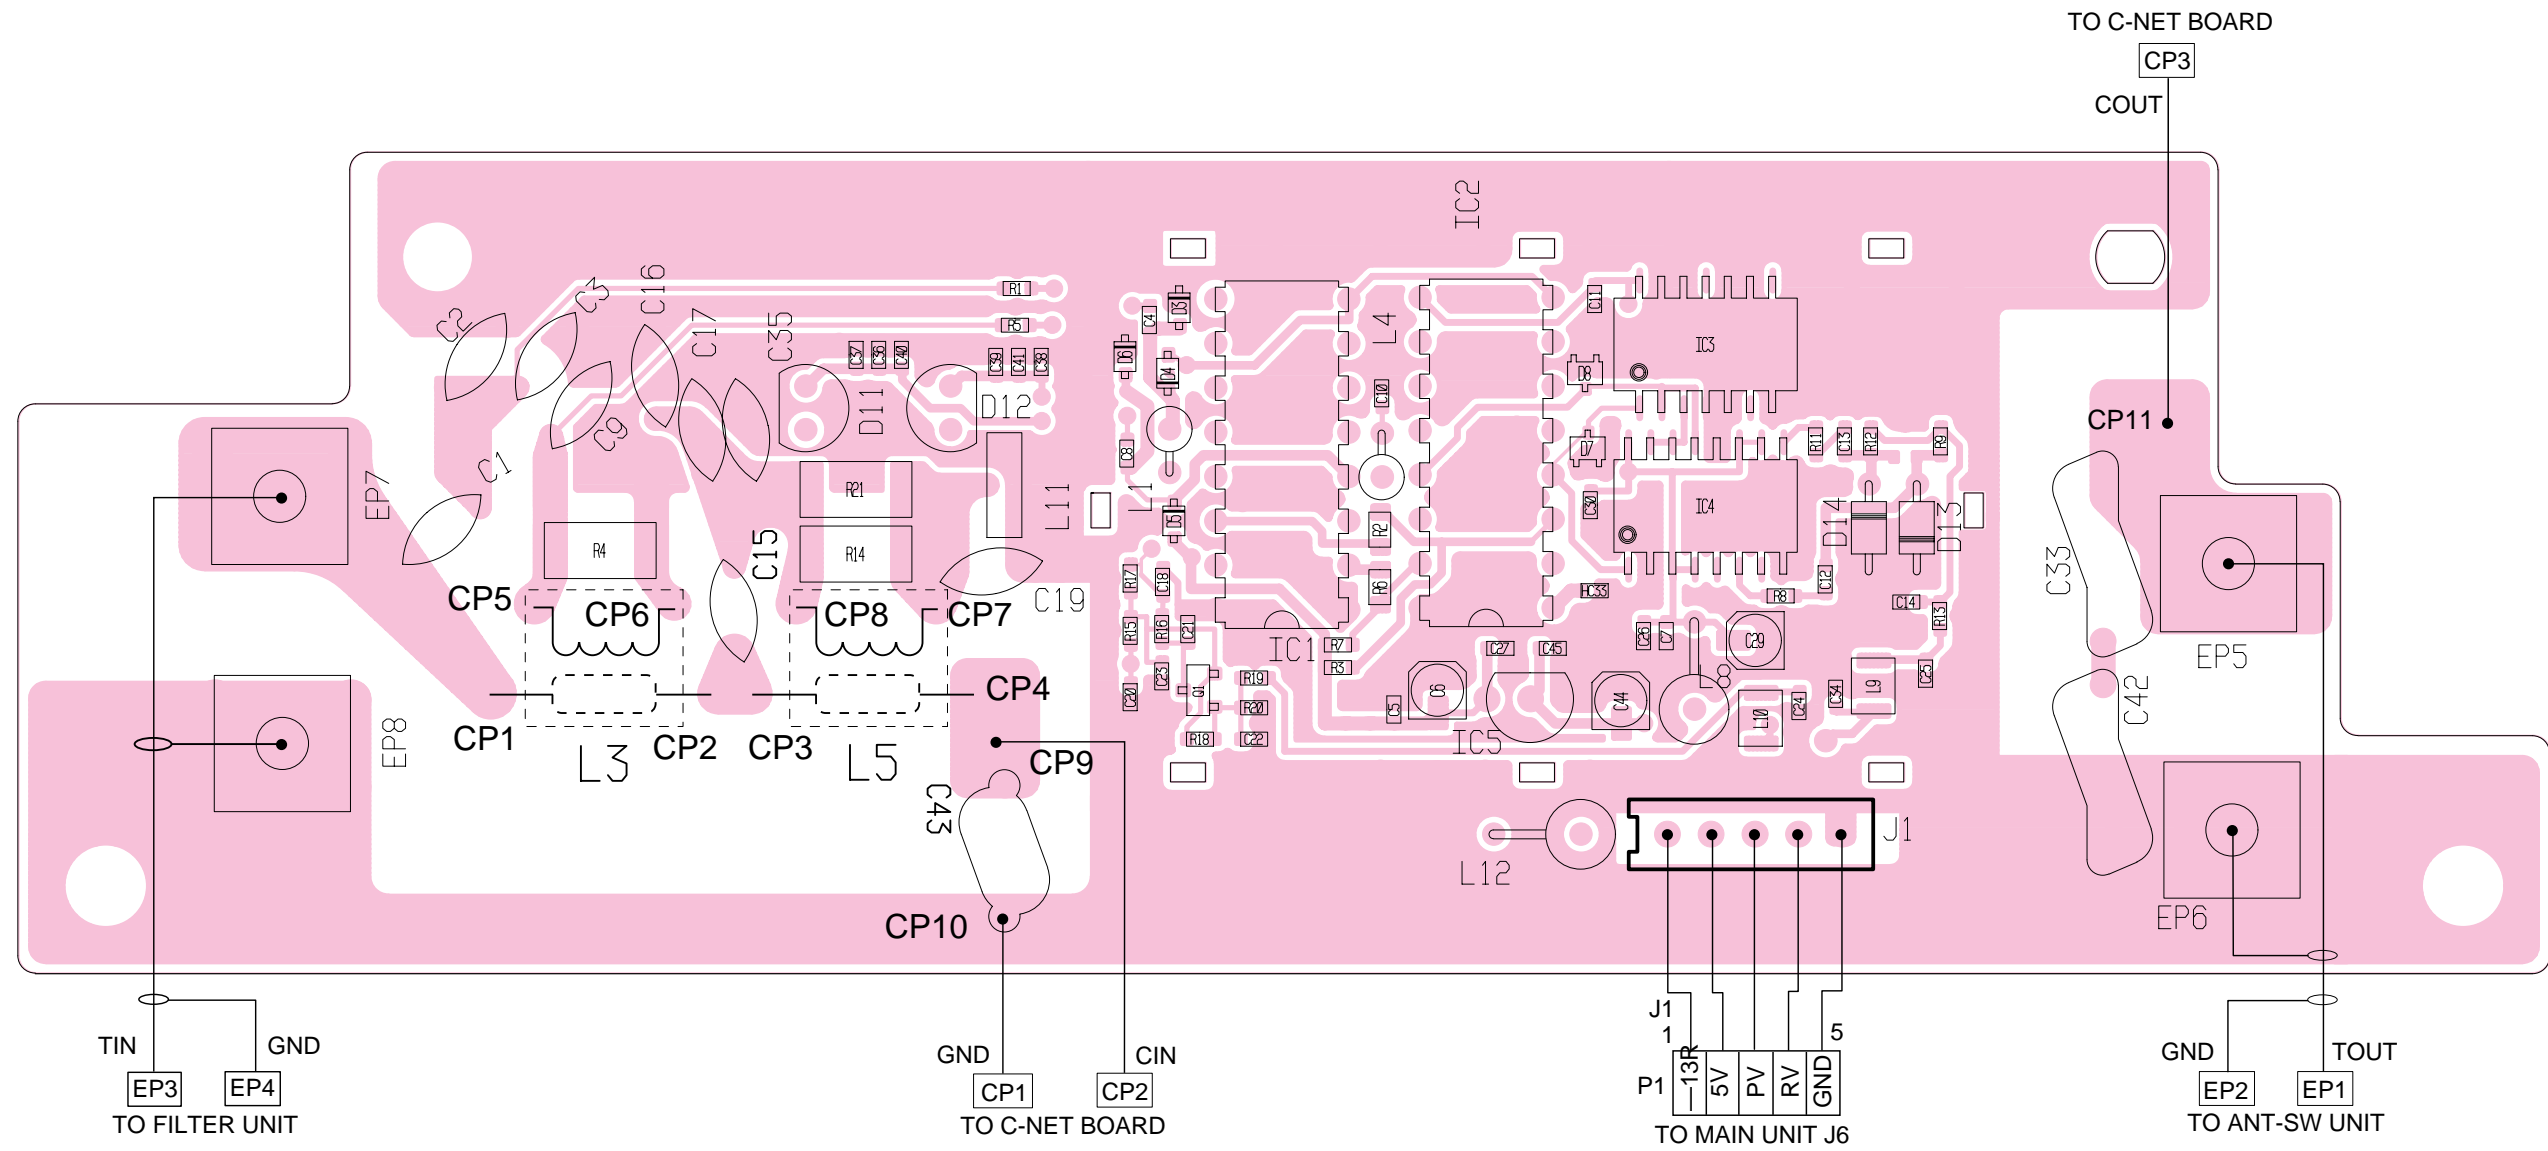 TO C-NET BOARD
CP3
COUT
IC2
C16
C3
C2
C17
C35
R1
R5
C37
C36
C40
C39
C41
C38
D3
C4
D6
D4
L4
C10
C11
IC3
D8
D11
D12
C9
C1
EP7
R21
R4
R14
C15
L11
C8
L1
D5
R2
R6
D7
C30
IC4
R11
C13
R12
R9
D14
D13
CP11
C33
EP5
CP5
CP6
CP8
CP7
C19
R17
C18
R15
R16
C21
IC1
R7
R3
HC33
R8
C12
C14
R13
C26
C7
C29
C27
C45
CP1
CP2
CP3
CP4
L3
L5
EP8
CP9
C43
CP10
C20
C23
Q1
R19
R20
R18
C22
C5
C6
IC5
C44
L8
L10
C24
C34
L9
C25
C42
EP6
L12
J1
TIN
GND
EP3
EP4
TO FILTER UNIT
GND
CIN
CP1
CP2
TO C-NET BOARD
J1
1
5
P1
13R
5V
PV
RV
GND
TO MAIN UNIT J6
GND
TOUT
EP2
EP1
TO ANT-SW UNIT